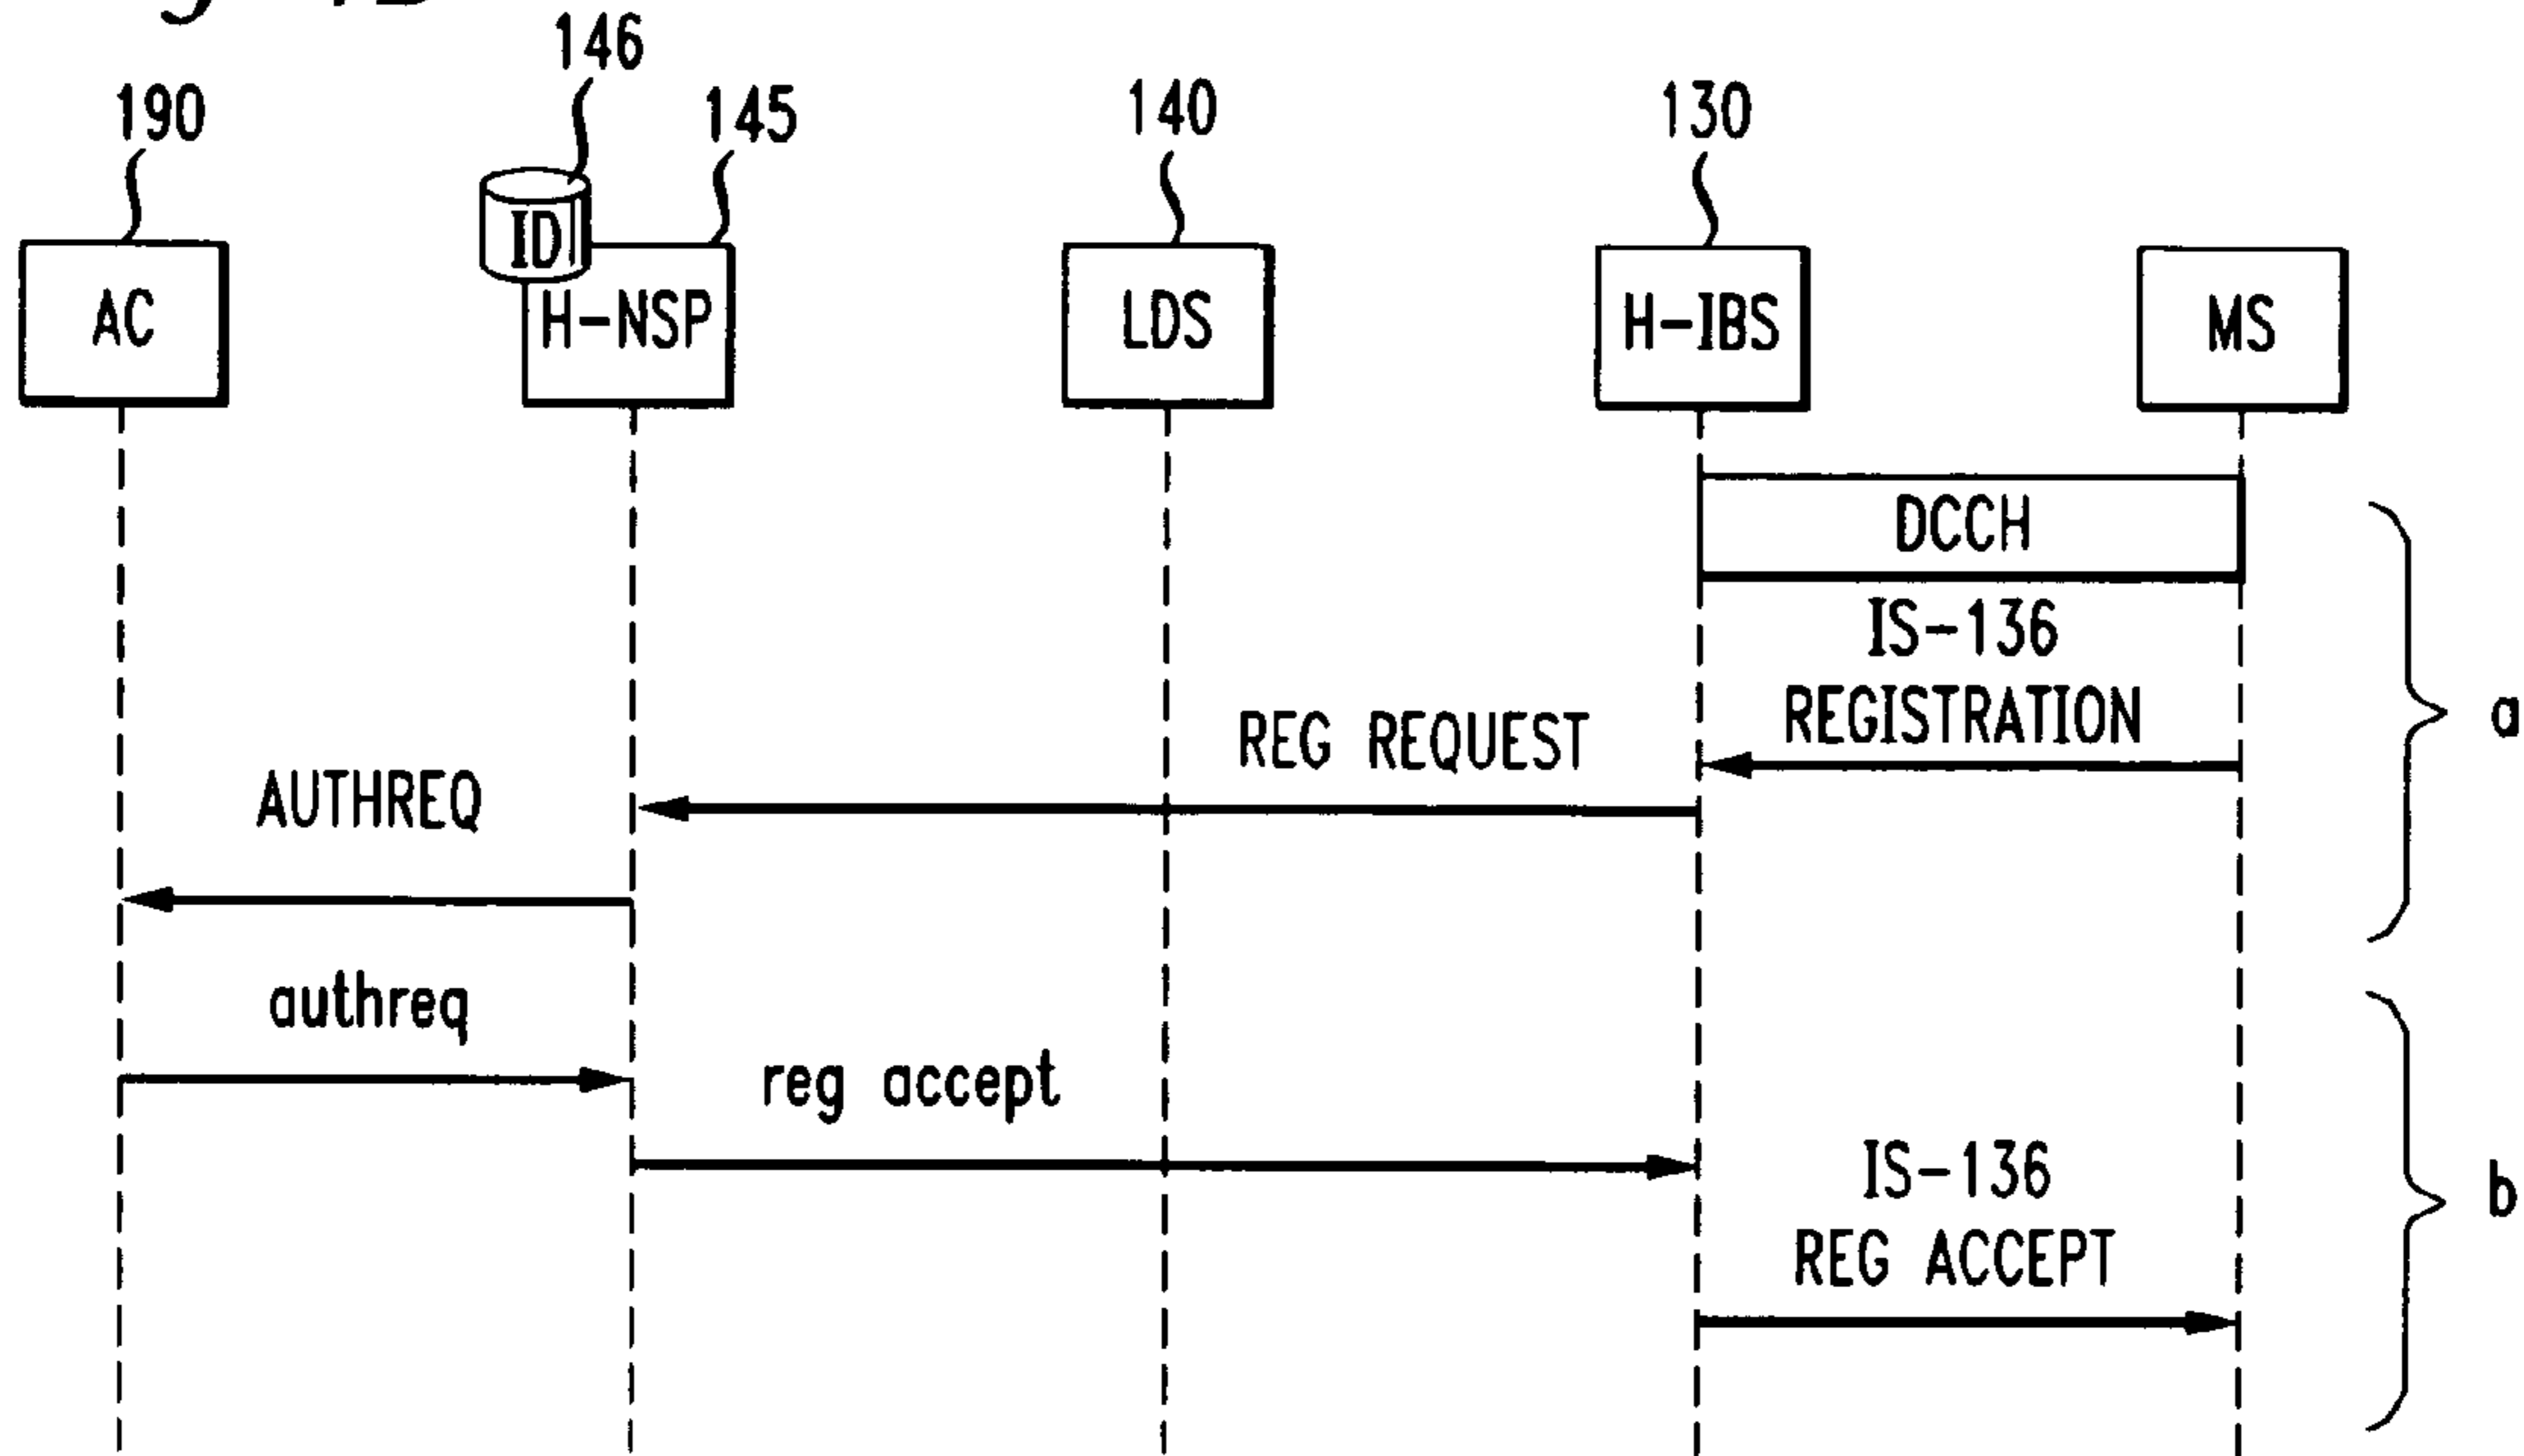 146
190
145
140
130
ID
AC
H-NSP
LDS
H-IBS
MS
DCCH
IS-136
REGISTRATION
a
REG REQUEST
AUTHREQ
authreq
reg accept
IS-136
REG ACCEPT
b